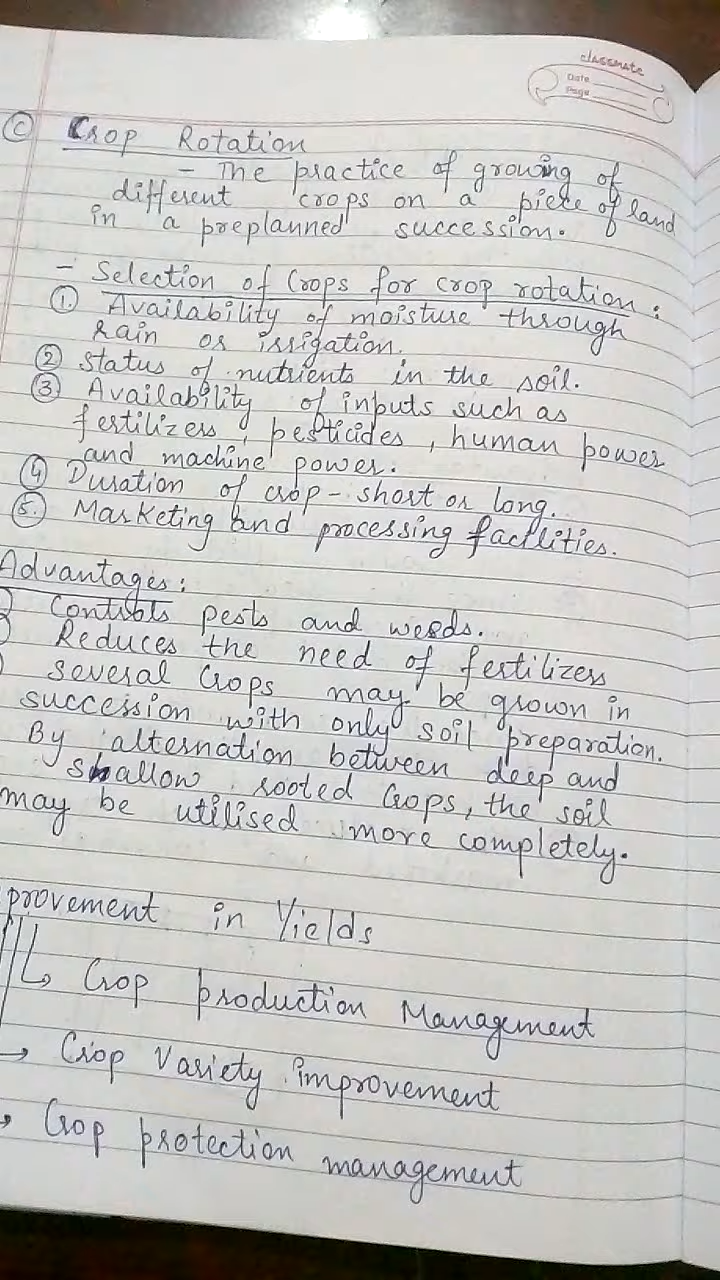 classmate
Date
Page
C Crop Rotation
- The practice of growing of
different crops on a piece of land
in a preplanned succession.
- Selection of Crops for crop rotation:
1. Availability of moisture through
rain or irrigation.
2 Status of nutrients in the soil.
3 Availability of inputs such as
fertilizers, pesticides, human power
and machine power.
4 Duration of crop - short or long.
5. Marketing and processing facilities.
Advantages:
Controls pests and weeds.
Reduces the need of fertilizers
Several Crops may be grown in
succession with only soil preparation.
By alternation between deep and
shallow rooted Crops, the soil
may be utilised more completely.
provement in Yields
↳ Crop production Management
→ Crop Variety improvement
→ Crop protection management